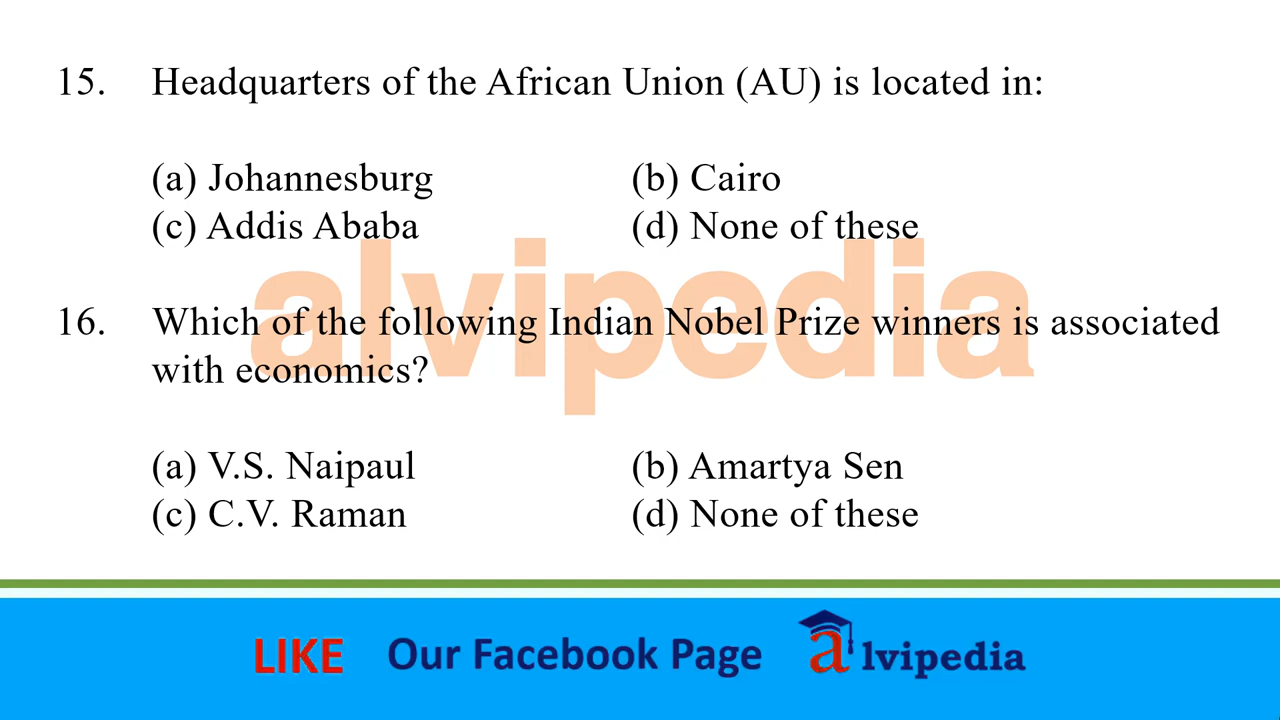 15. Headquarters of the African Union (AU) is located in:
(a) Johannesburg (b) Cairo
(c) Addis Ababa (d) None of these
alvipedia
16. Which of the following Indian Nobel Prize winners is associated
with economics?
(a) V.S. Naipaul (b) Amartya Sen
(c) C.V. Raman (d) None of these
LIKE Our Facebook Page alvipedia